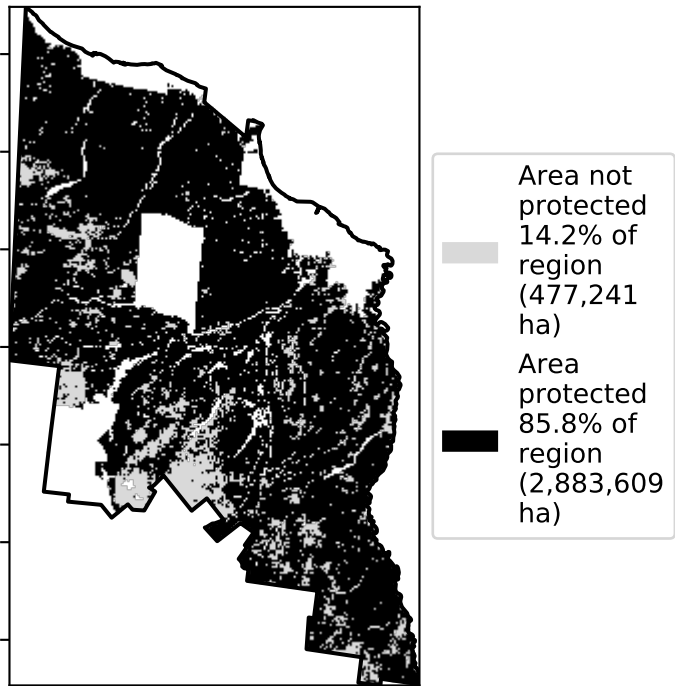 Area not
protected
14.2% of
region
(477,241
ha)
Area
protected
85.8% of
region
(2,883,609
ha)